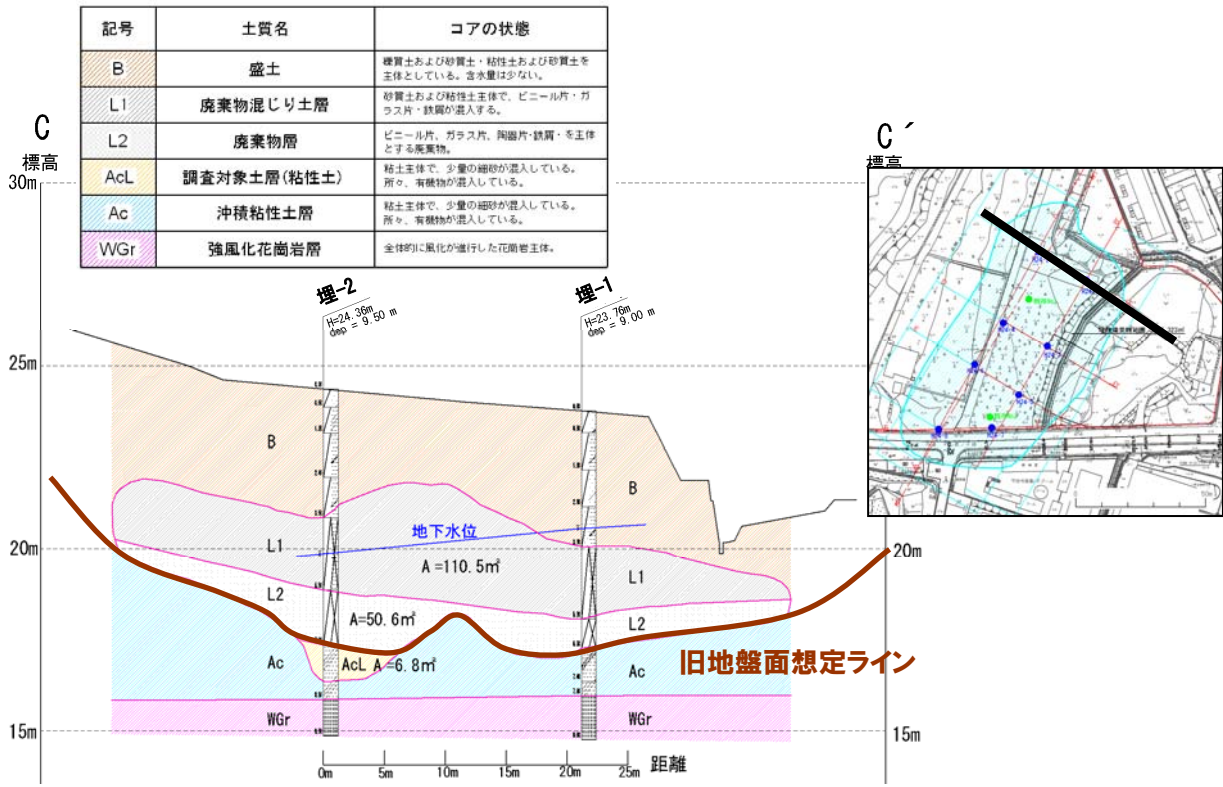 記号 土質名 コアの状態
B 盛土 礫質土および砂質土・粘性土および砂質土を
主体としている。含水量は少ない。
L1 廃棄物混じり土層 砂質土および粘性土主体で、ビニール片・ガ
ラス片・鉄屑が混入する。
L2 廃棄物層 ビニール片、ガラス片、陶器片・鉄屑・を主体
とする廃棄物。
AcL 調査対象土層(粘性土) 粘土主体で、少量の細砂が混入している。
所々、有機物が混入している。
Ac 沖積粘性土層 粘土主体で、少量の細砂が混入している。
所々、有機物が混入している。
WGr 強風化花崗岩層 全体的に風化が進行した花崗岩主体。
C
標高
C´
標高
30m
25m
20m
15m
20m
15m
埋-2
H=24.36m
dep = 9.50 m
埋-1
H=23.76m
dep = 9.00 m
B
B
地下水位
L1
A =110.5㎡
L1
L2
A=50.6㎡
L2
Ac
AcL A =6.8㎡
Ac
旧地盤面想定ライン
WGr
WGr
0m 5m 10m 15m 20m 25m 距離